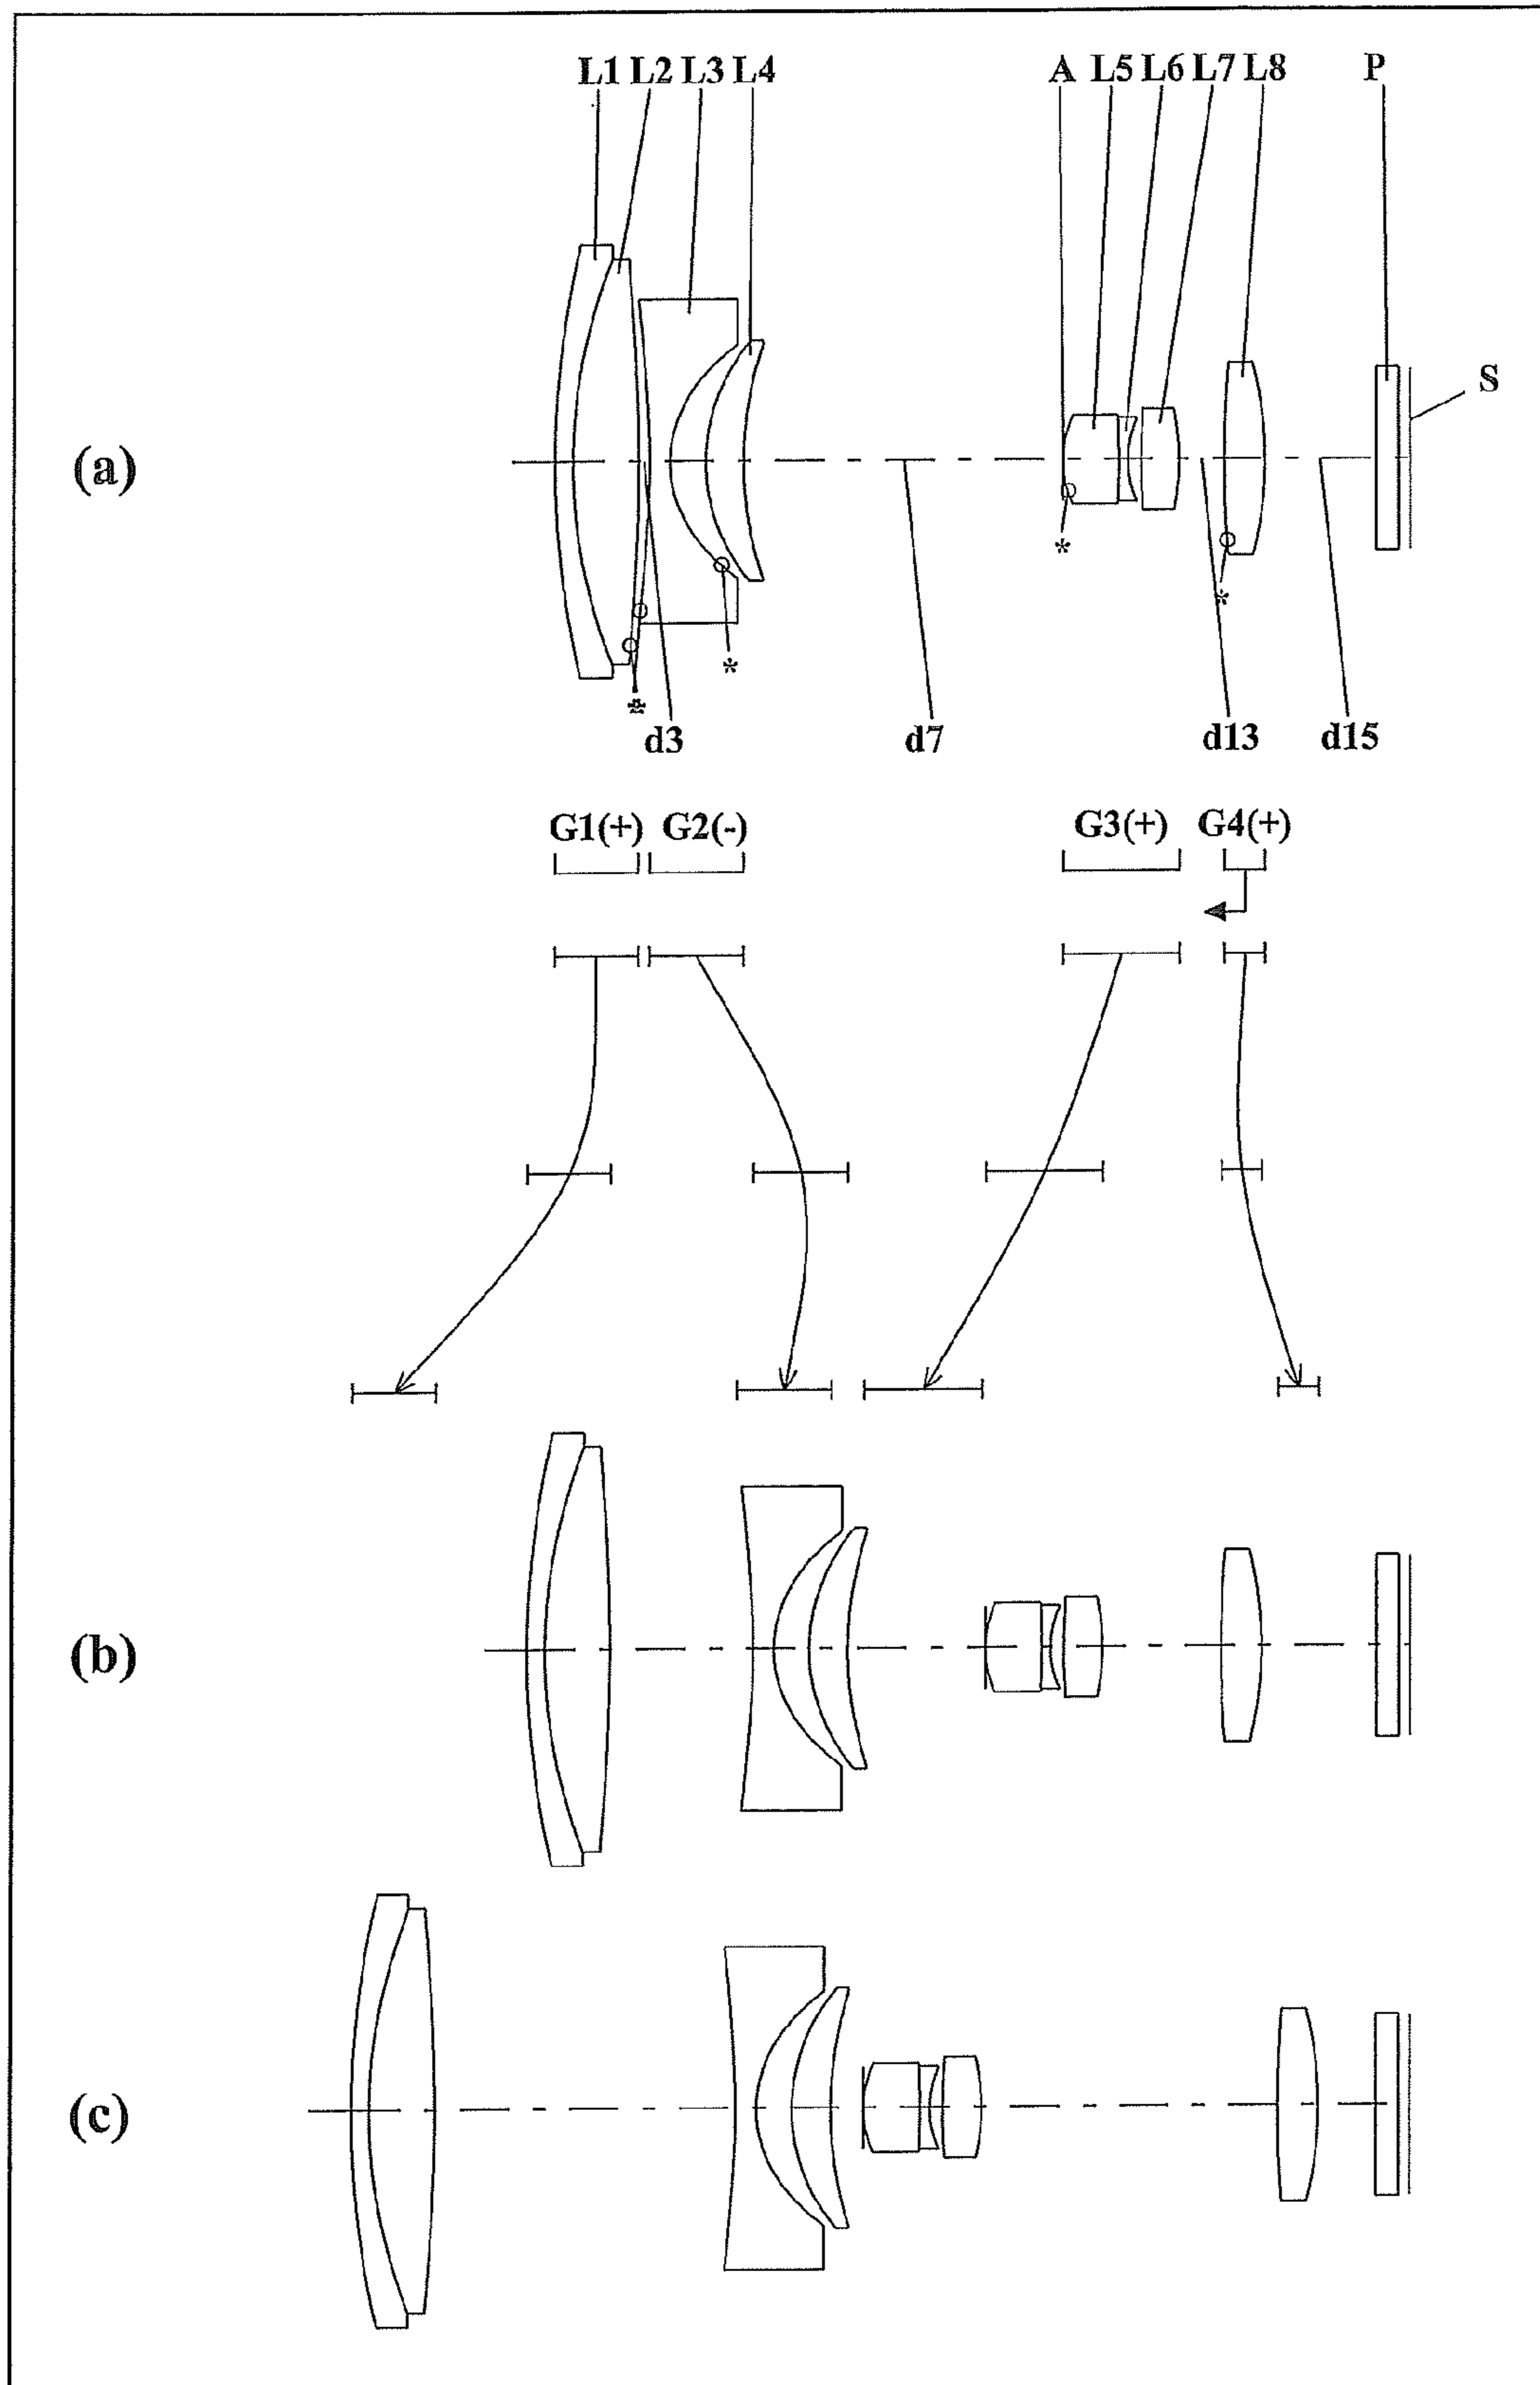 L1 L2 L3 L4 A L5 L6 L7 L8 P
S
(a)
*
*
*
*
*
d3 d7 d13 d15
G1(+) G2(-) G3(+) G4(+)
(b)
(c)